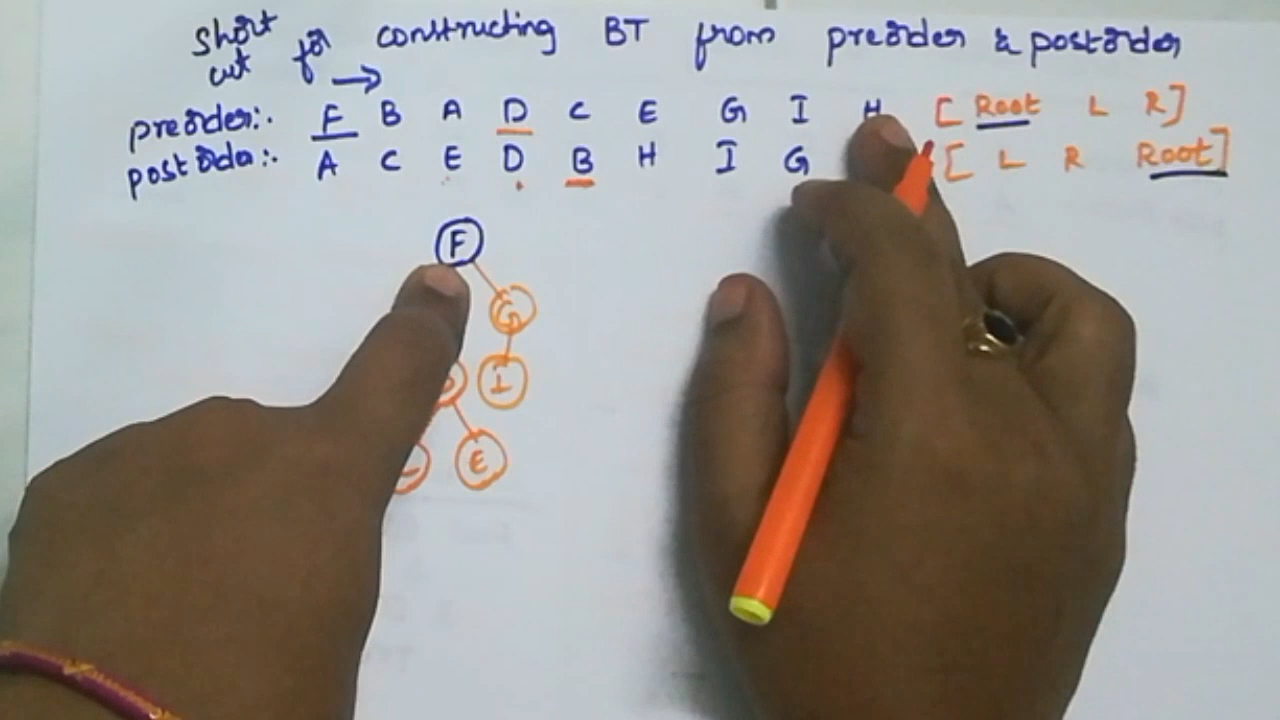 short cut for constructing BT from preorder & postorder
preorder:. F B A D C E G I H [ Root L R ]
postorder:. A C E D B H I G [ L R Root ]
F
G
I
E